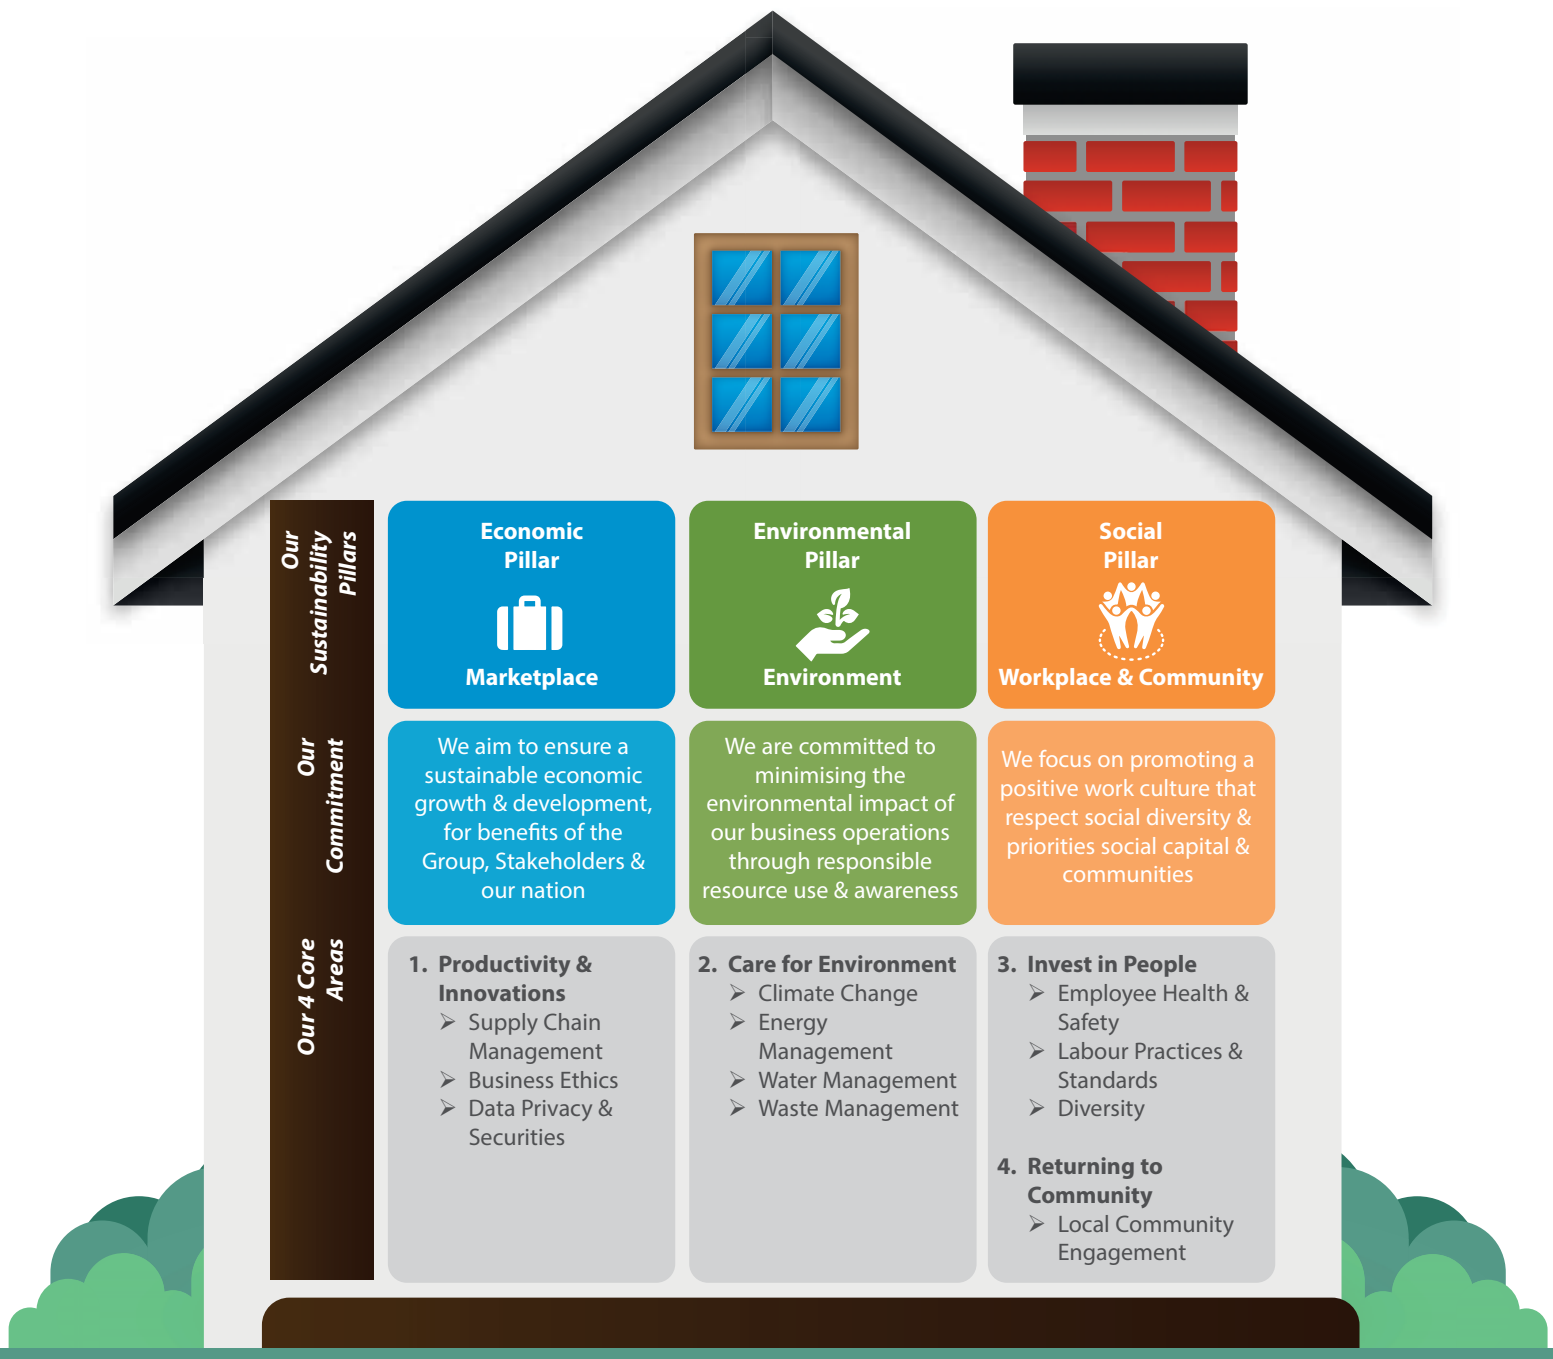 Our
Sustainability
Pillars
Economic
Pillar
Marketplace
Environmental
Pillar
Environment
Social
Pillar
Workplace & Community
Our
Commitment
We aim to ensure a
sustainable economic
growth & development,
for benefits of the
Group, Stakeholders &
our nation
We are committed to
minimising the
environmental impact of
our business operations
through responsible
resource use & awareness
We focus on promoting a
positive work culture that
respect social diversity &
priorities social capital &
communities
Our 4 Core
Areas
1. Productivity &
Innovations
➢ Supply Chain
Management
➢ Business Ethics
➢ Data Privacy &
Securities
2. Care for Environment
➢ Climate Change
➢ Energy
Management
➢ Water Management
➢ Waste Management
3. Invest in People
➢ Employee Health &
Safety
➢ Labour Practices &
Standards
➢ Diversity
4. Returning to
Community
➢ Local Community
Engagement